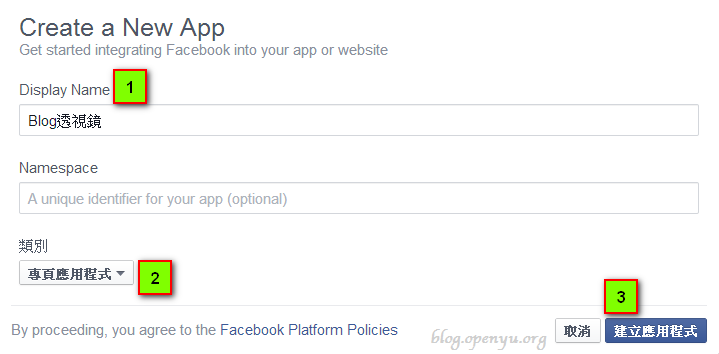 Create a New App
Get started integrating Facebook into your app or website
Display Name 1
Blog透視鏡
Namespace
A unique identifier for your app (optional)
類別
專頁應用程式 2
3
By proceeding, you agree to the Facebook Platform Policies blog.openyu.org 取消 建立應用程式